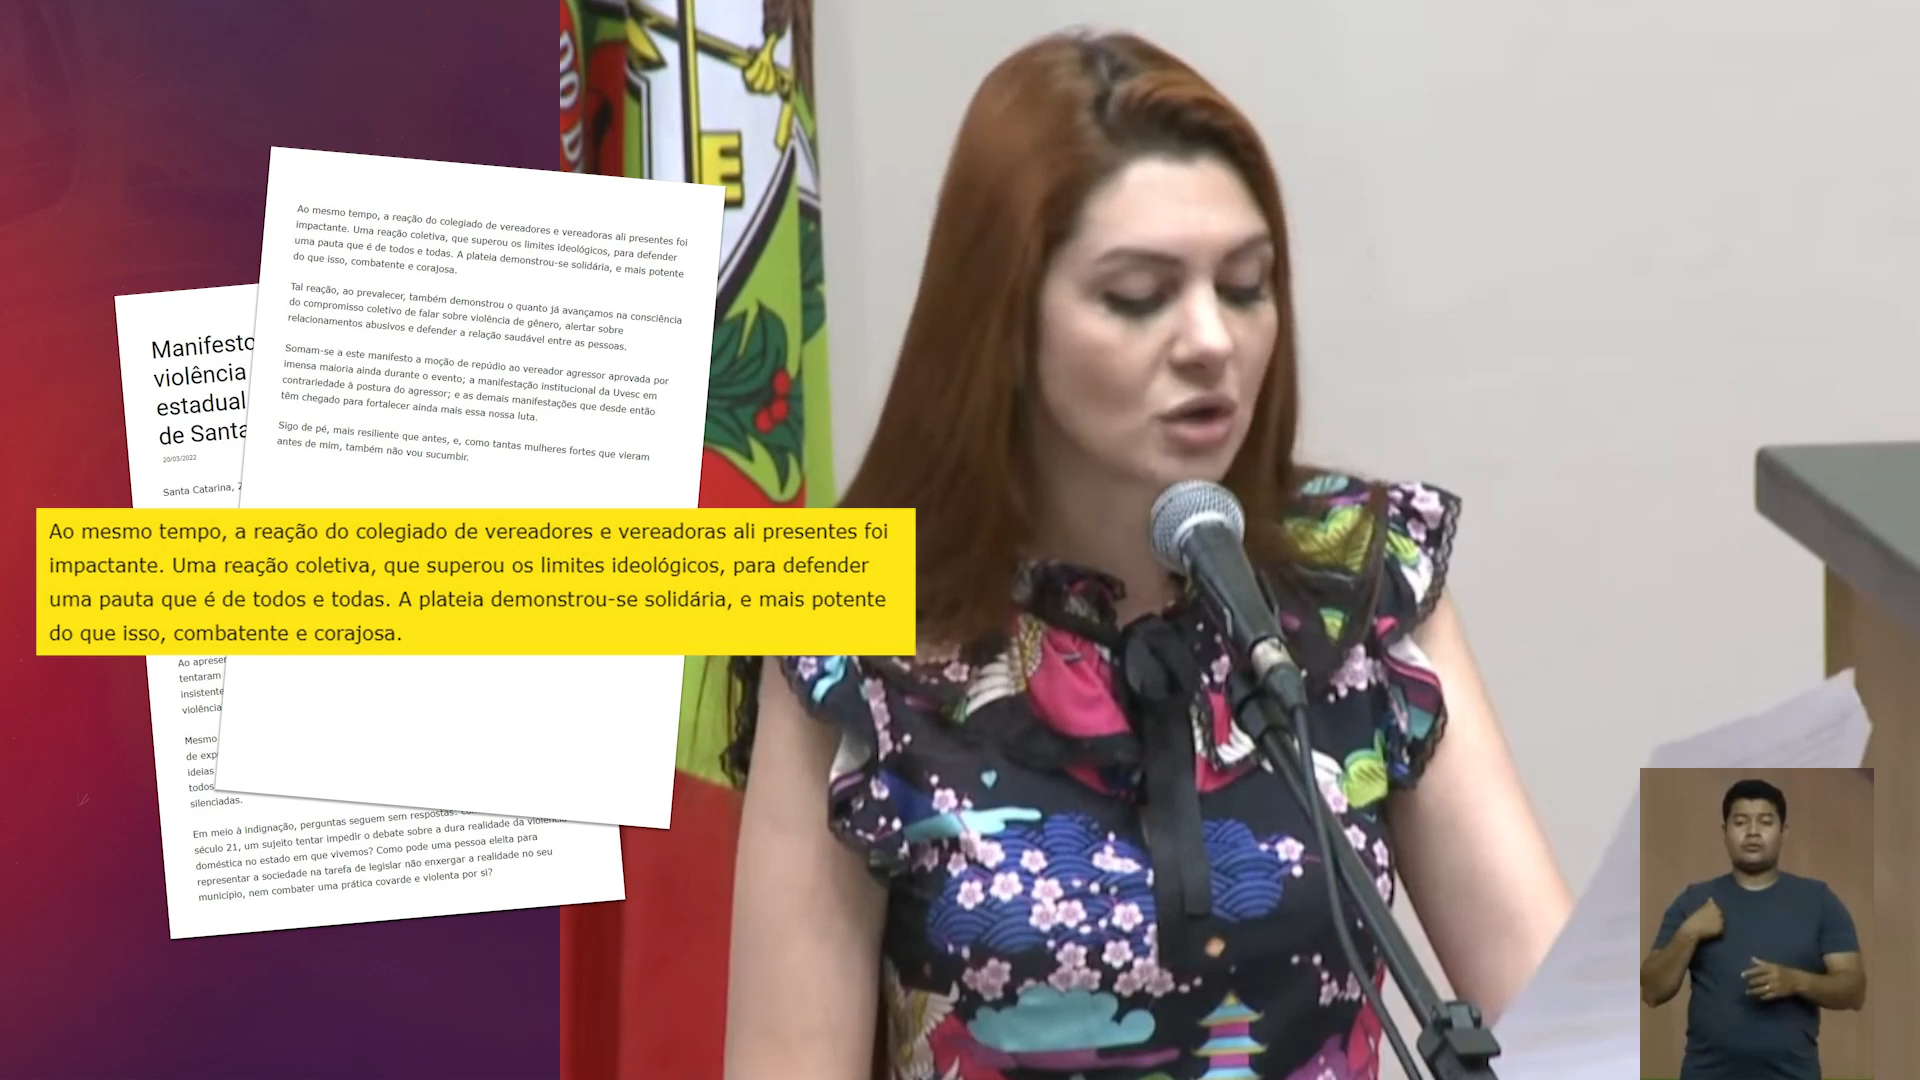 DO D
E
Ao mesmo tempo, a reação do colegiado de vereadores e vereadoras ali presentes foi
impactante. Uma reação coletiva, que superou os limites ideológicos, para defender
uma pauta que é de todos e todas. A plateia demonstrou-se solidária, e mais potente
do que isso, combatente e corajosa.
Tal reação, ao prevalecer, também demonstrou o quanto já avançamos na consciência
do compromisso coletivo de falar sobre violência de gênero, alertar sobre
relacionamentos abusivos e defender a relação saudável entre as pessoas.
Somam-se a este manifesto a moção de repúdio ao vereador agressor aprovada por
imensa maioria ainda durante o evento; a manifestação institucional da Uvesc em
contrariedade à postura do agressor; e as demais manifestações que desde então
têm chegado para fortalecer ainda mais essa nossa luta.
Sigo de pé, mais resiliente que antes, e, como tantas mulheres fortes que vieram
antes de mim, também não vou sucumbir.
Manifesto
violência
estadual
de Santa
20/03/2022
Santa Catarina, 2
Ao mesmo tempo, a reação do colegiado de vereadores e vereadoras ali presentes foi
impactante. Uma reação coletiva, que superou os limites ideológicos, para defender
uma pauta que é de todos e todas. A plateia demonstrou-se solidária, e mais potente
do que isso, combatente e corajosa.
Ao apresen
tentaram
insistente
violência
Mesmo
de exp
ideias
todos
silenciadas.
Em meio à indignação, perguntas seguem sem respostas:
século 21, um sujeito tentar impedir o debate sobre a dura realidade da violência
doméstica no estado em que vivemos? Como pode uma pessoa eleita para
representar a sociedade na tarefa de legislar não enxergar a realidade no seu
município, nem combater uma prática covarde e violenta por si?